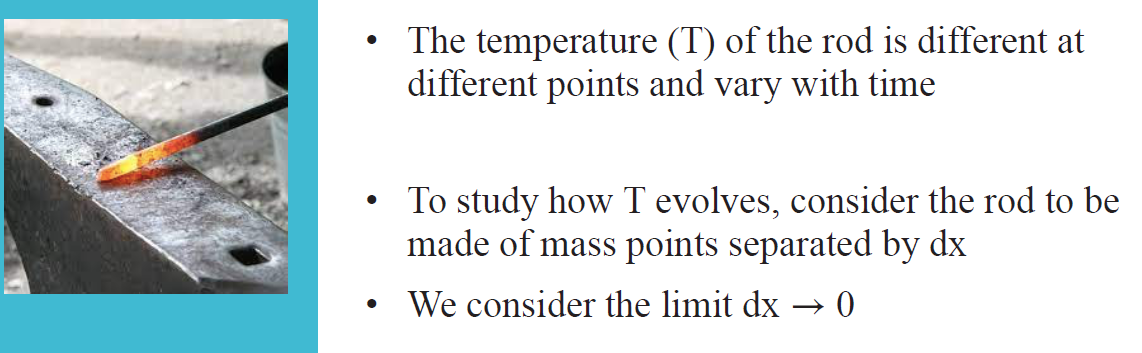 • The temperature (T) of the rod is different at
different points and vary with time
• To study how T evolves, consider the rod to be
made of mass points separated by dx
• We consider the limit dx → 0